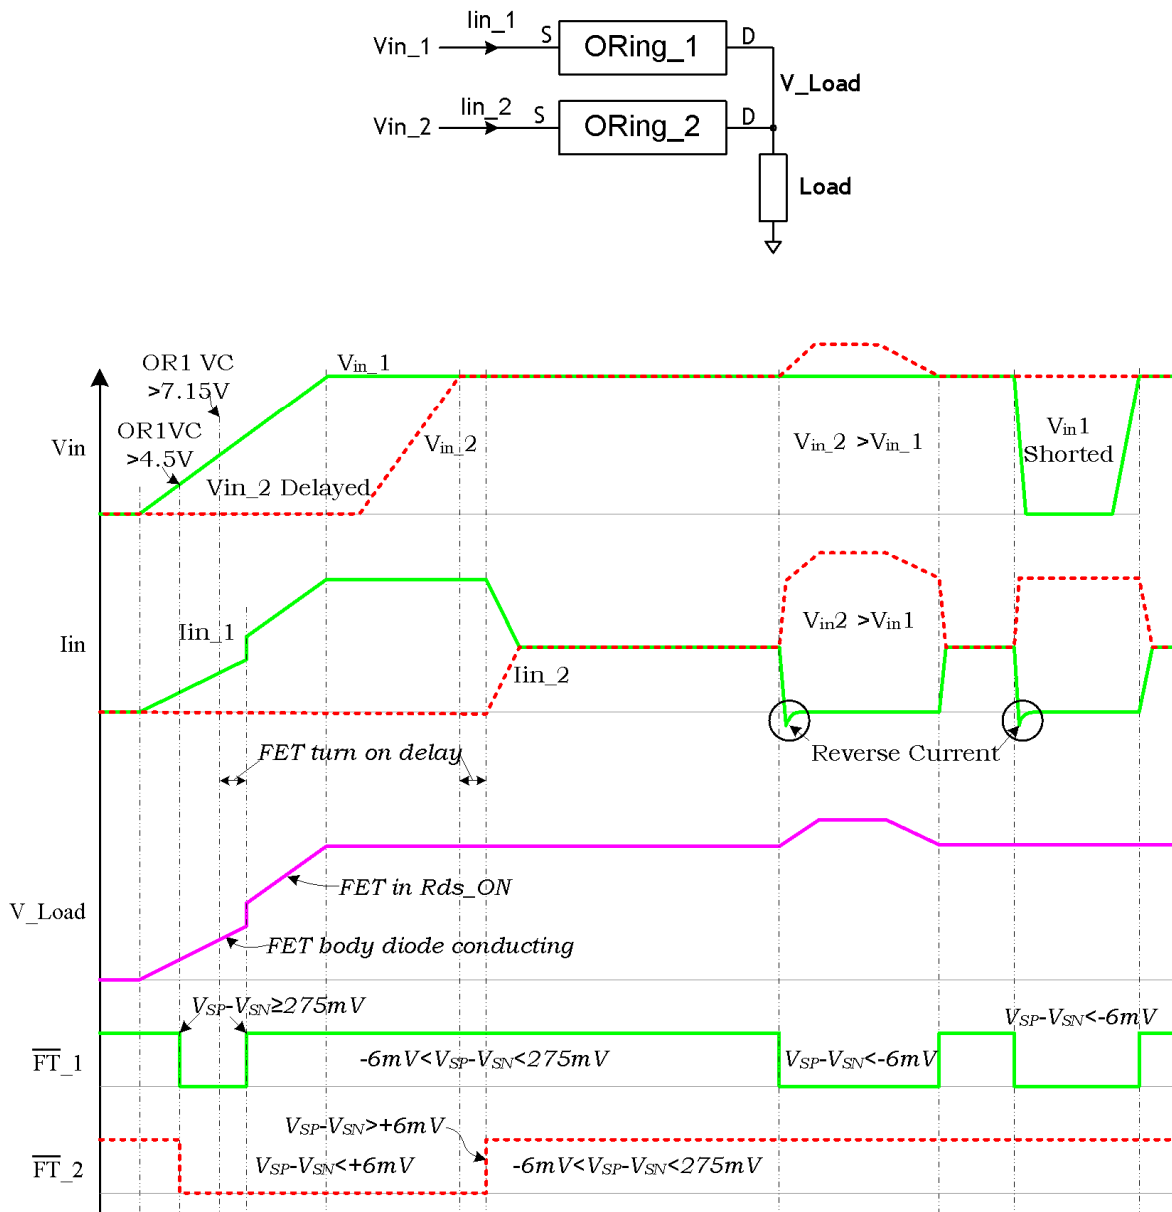 Iin_1
Vin_1
S
ORing_1
D
V_Load
Iin_2
Vin_2
S
ORing_2
D
Load
OR1 VC
>7.15V
Vin_1
OR1VC
>4.5V
Vin
Vin_2 Delayed
Vin_2
Vin_2 >Vin_1
Vin1
Shorted
Iin
Iin_1
Iin_2
Vin2 >Vin1
Reverse Current
FET turn on delay
V_Load
FET in Rds_ON
FET body diode conducting
VSP-VSN≥275mV
VSP-VSN<-6mV
FT_1
-6mV<VSP-VSN<275mV
VSP-VSN<-6mV
VSP-VSN>+6mV
FT_2
VSP-VSN<+6mV
-6mV<VSP-VSN<275mV